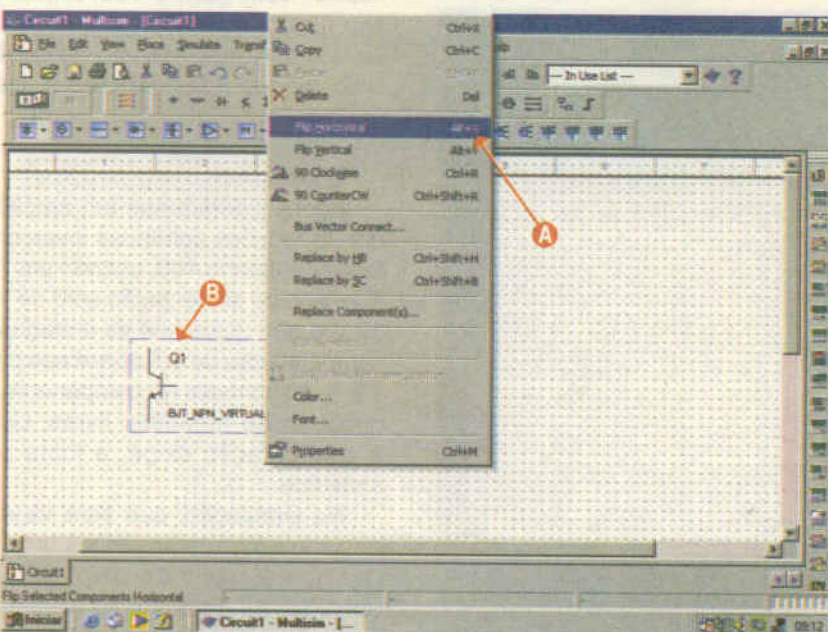 Circuit1 - Multisim - [Circuit1]
File Edit View Place Simulate
--- In Use List ---
Cut Ctrl+X
Copy Ctrl+C
Delete Del
Flip Horizontal
Flip Vertical
90 Clockwise Ctrl+R
90 CounterCW Ctrl+Shift+R
Bus Vector Connect...
Replace by HB Ctrl+Shift+H
Replace by SC Ctrl+Shift+B
Replace Component(s)...
Color...
Font...
Properties Ctrl+M
A
B
Q1
BJT_NPN_VIRTUAL
Circuit1
Flip Selected Components Horizontal
Iniciar
Circuit1 - Multisim - [...
09:12